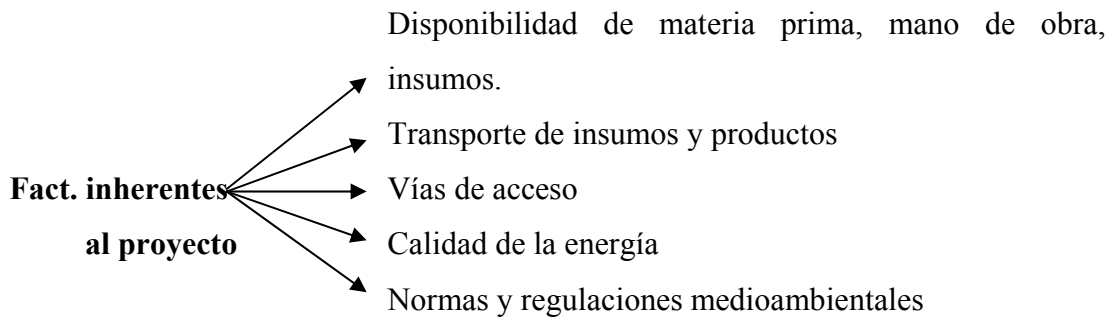 Disponibilidad de materia prima, mano de obra,
insumos.
Transporte de insumos y productos
Fact. inherentes
al proyecto
Vías de acceso
Calidad de la energía
Normas y regulaciones medioambientales